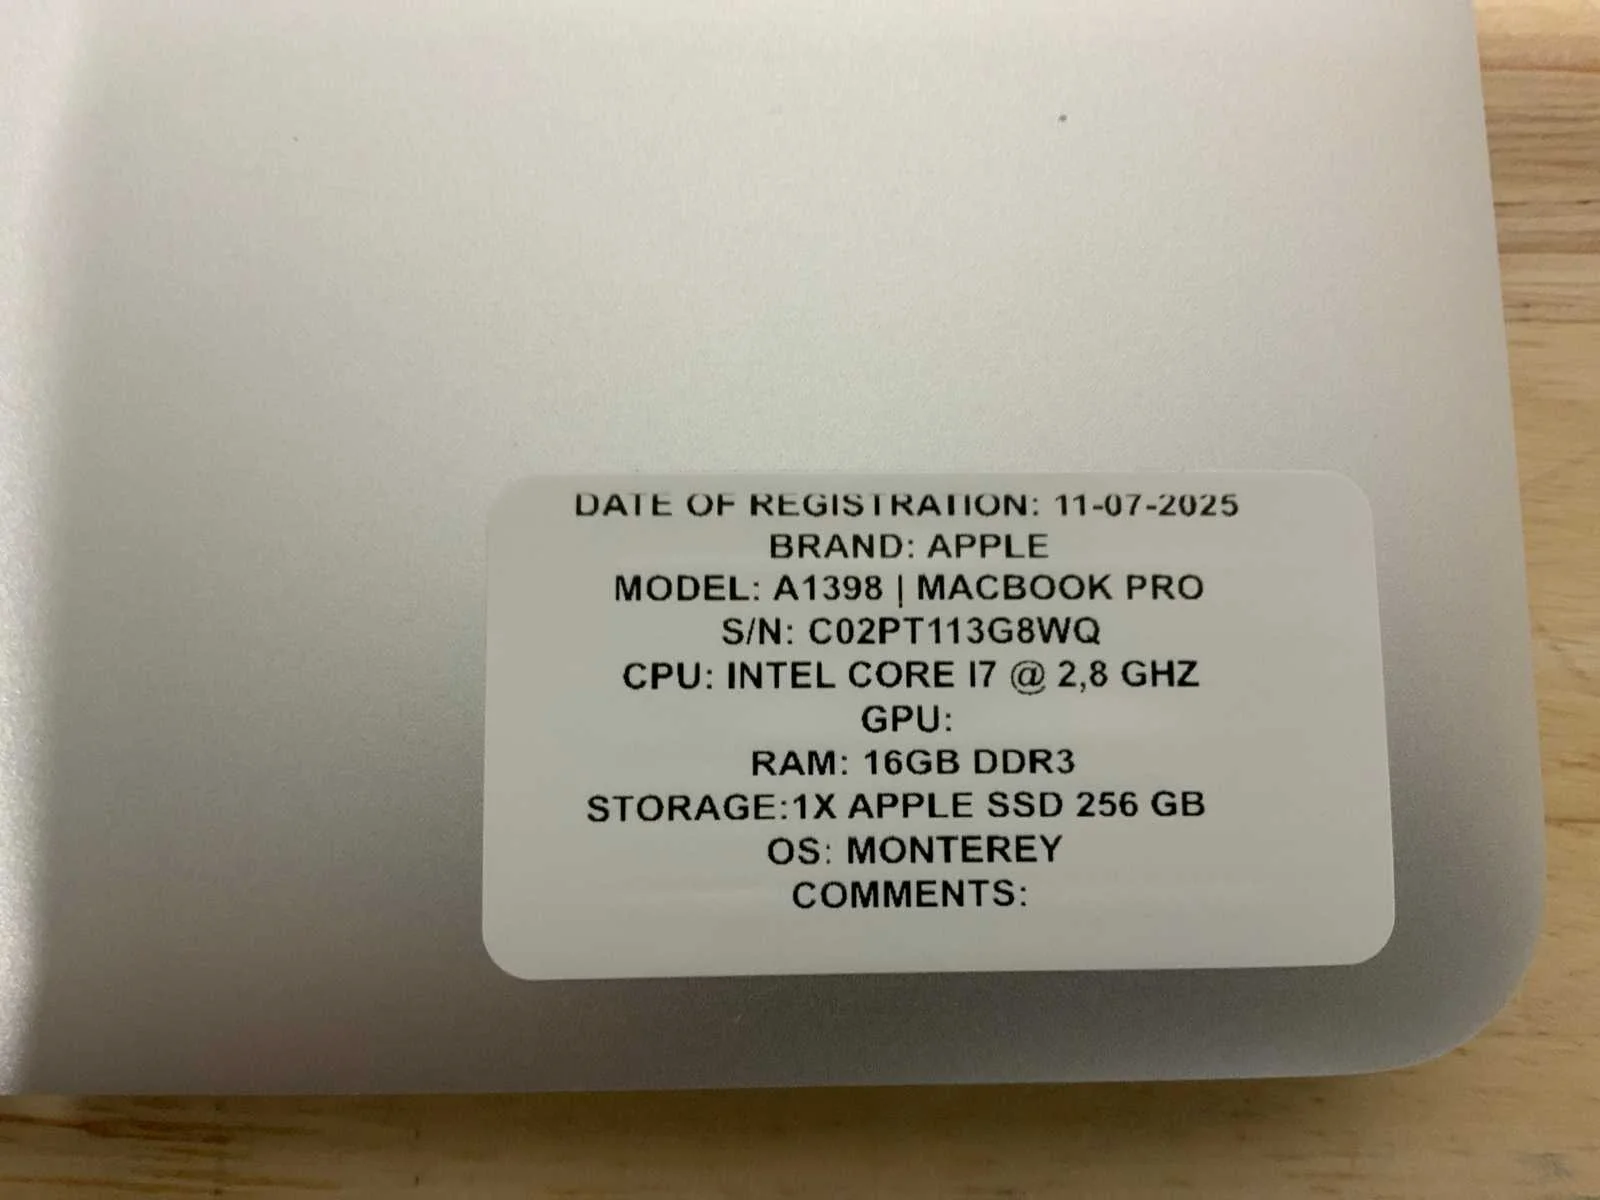 DATE OF REGISTRATION: 11-07-2025
BRAND: APPLE
MODEL: A1398 | MACBOOK PRO
S/N: C02PT113G8WQ
CPU: INTEL CORE I7 @ 2,8 GHZ
GPU:
RAM: 16GB DDR3
STORAGE:1X APPLE SSD 256 GB
OS: MONTEREY
COMMENTS: